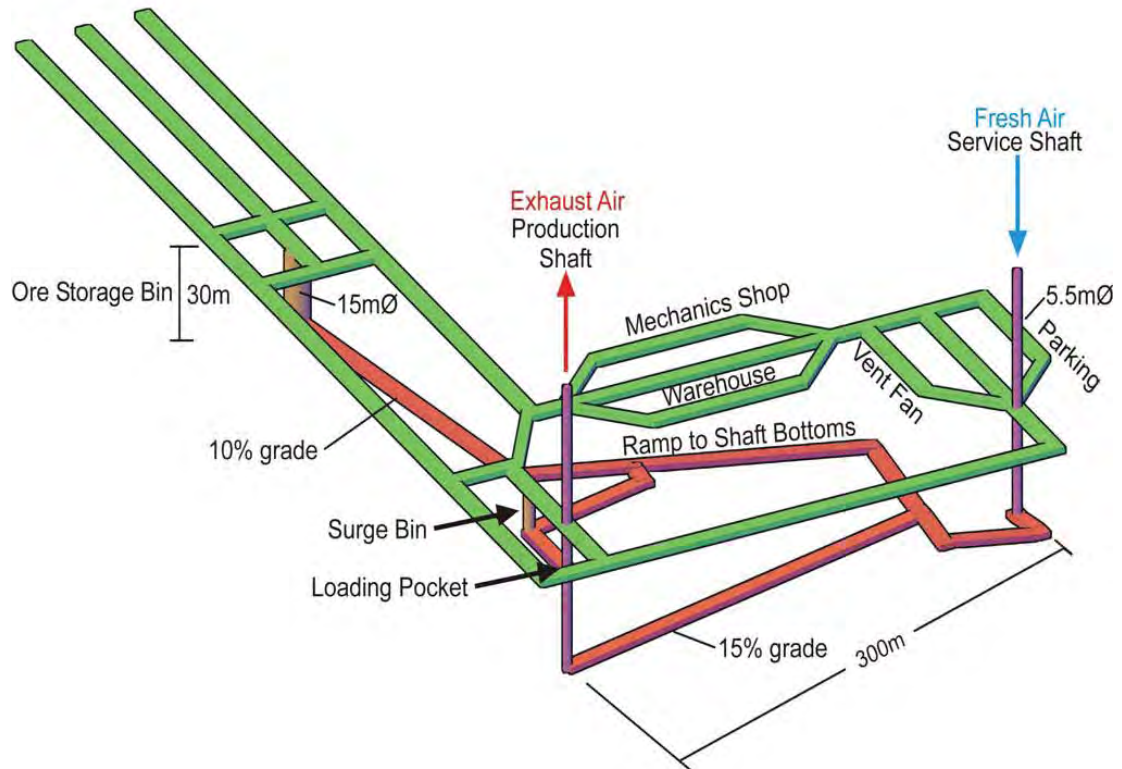 Fresh Air
Service Shaft
Exhaust Air
Production
Shaft
Ore Storage Bin
30m
15mØ
5.5mØ
Mechanics Shop
Parking
Warehouse
Vent Fan
10% grade
Ramp to Shaft Bottoms
Surge Bin
Loading Pocket
15% grade
300m